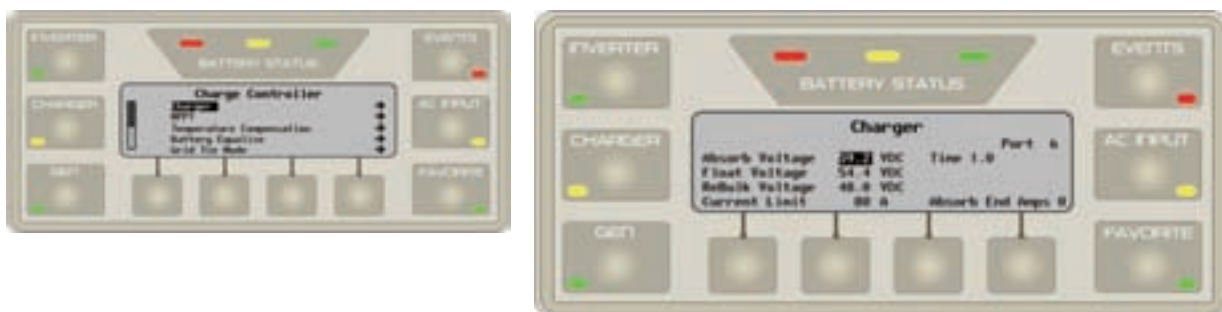 INVERTER
EVENTS
BATTERY STATUS
CHARGER
AC INPUT
Charge Controller
Charger
MPPT
Temperature Compensation
Battery Equalize
Grid Tie Mode
GEN
FAVORITE
INVERTER
EVENTS
BATTERY STATUS
CHARGER
AC INPUT
Charger
Port 6
Absorb Voltage VDC Time 1.0
Float Voltage 54.4 VDC
ReBulk Voltage 48.0 VDC
Current Limit 80 A Absorb End Amps 0
GEN
FAVORITE